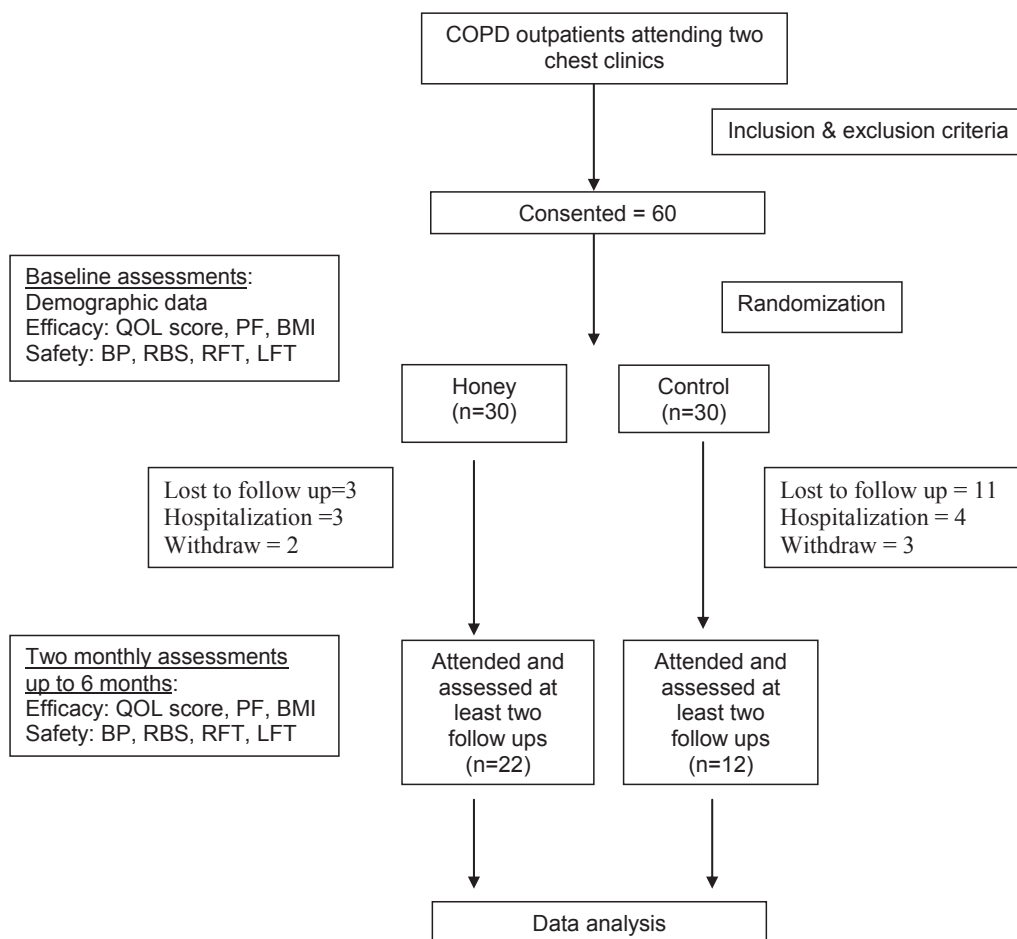 COPD outpatients attending two
chest clinics
Inclusion & exclusion criteria
Consented = 60
Baseline assessments:
Demographic data
Efficacy: QOL score, PF, BMI
Safety: BP, RBS, RFT, LFT
Randomization
Honey
(n=30)
Control
(n=30)
Lost to follow up=3
Hospitalization =3
Withdraw = 2
Lost to follow up = 11
Hospitalization = 4
Withdraw = 3
Two monthly assessments
up to 6 months:
Efficacy: QOL score, PF, BMI
Safety: BP, RBS, RFT, LFT
Attended and
assessed at
least two
follow ups
(n=22)
Attended and
assessed at
least two
follow ups
(n=12)
Data analysis